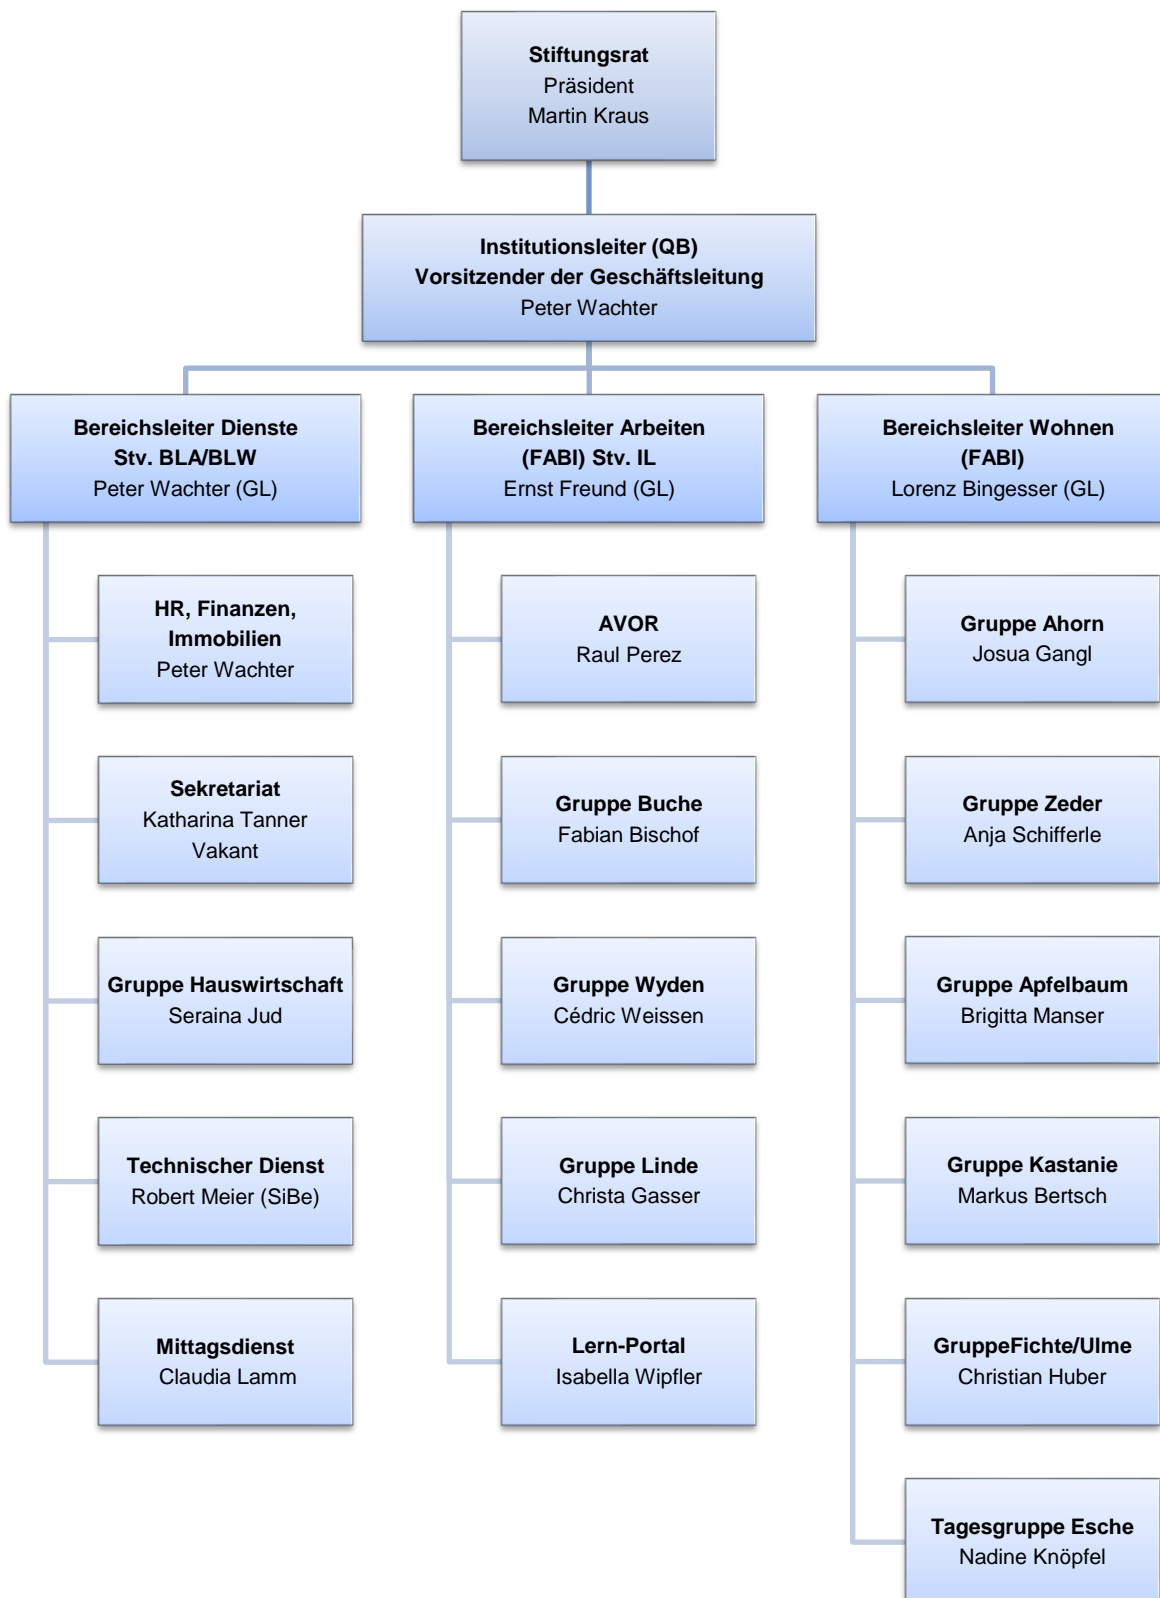 Stiftungsrat
Präsident
Martin Kraus
Institutionsleiter (QB)
Vorsitzender der Geschäftsleitung
Peter Wachter
Bereichsleiter Dienste
Stv. BLA/BLW
Peter Wachter (GL)
HR, Finanzen,
Immobilien
Peter Wachter
Sekretariat
Katharina Tanner
Vakant
Gruppe Hauswirtschaft
Seraina Jud
Technischer Dienst
Robert Meier (SiBe)
Mittagsdienst
Claudia Lamm
Bereichsleiter Arbeiten
(FABI) Stv. IL
Ernst Freund (GL)
AVOR
Raul Perez
Gruppe Buche
Fabian Bischof
Gruppe Wyden
Cédric Weissen
Gruppe Linde
Christa Gasser
Lern-Portal
Isabella Wipfler
Bereichsleiter Wohnen
(FABI)
Lorenz Bingesser (GL)
Gruppe Ahorn
Josua Gangl
Gruppe Zeder
Anja Schifferle
Gruppe Apfelbaum
Brigitta Manser
Gruppe Kastanie
Markus Bertsch
GruppeFichte/Ulme
Christian Huber
Tagesgruppe Esche
Nadine Knöpfel